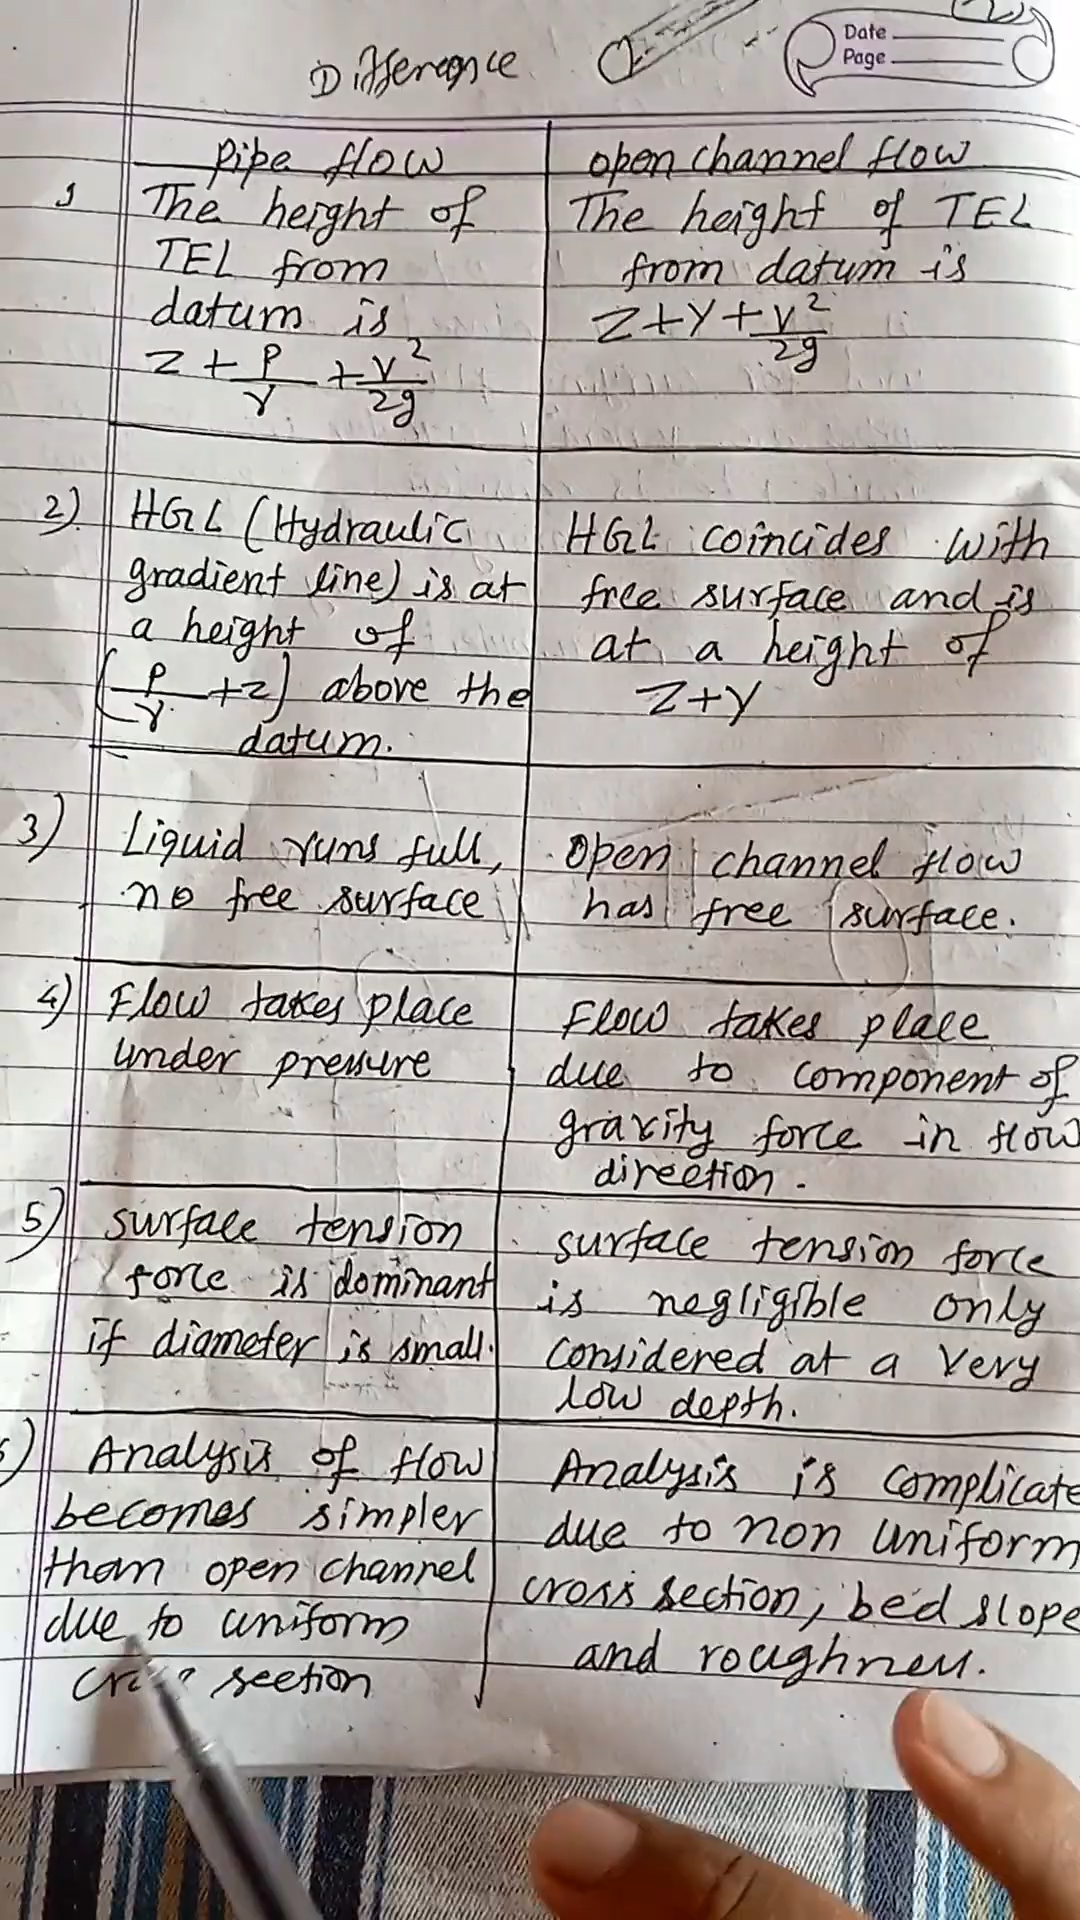 Date
Page
Difference
Pipe flow
1 The height of
TEL from
datum is
Z + P/γ + V²/2g
open channel flow
The height of TEL
from datum is
Z + Y + V²/2g
2) HGL (Hydraulic
gradient line) is at
a height of
(P/γ + z) above the
datum.
HGL coincides with
free surface and is
at a height of
Z+Y
3) Liquid runs full,
no free surface
Open channel flow
has free surface.
4) Flow takes place
under pressure
Flow takes place
due to component of
gravity force in flow
direction.
5) surface tension
force is dominant
if diameter is small.
surface tension force
is negligible only
considered at a very
low depth.
Analysis of flow
becomes simpler
than open channel
due to uniform
section
Analysis is complicate
due to non uniform
cross section, bed slope
and roughness.